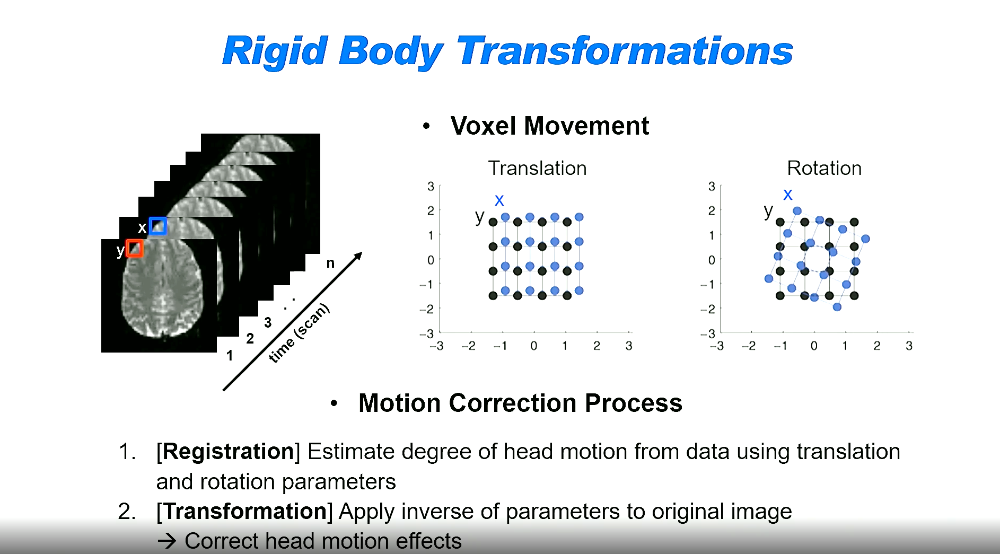 Rigid Body Transformations
• Voxel Movement
Translation
Rotation
x
y
n
. .
3
2
1
time (scan)
x
y
3
2
1
0
−1
−2
−3
−3 −2 −1 0 1 2 3
x
y
3
2
1
0
−1
−2
−3
−3 −2 −1 0 1 2 3
• Motion Correction Process
1. [Registration] Estimate degree of head motion from data using translation
and rotation parameters
2. [Transformation] Apply inverse of parameters to original image
→ Correct head motion effects